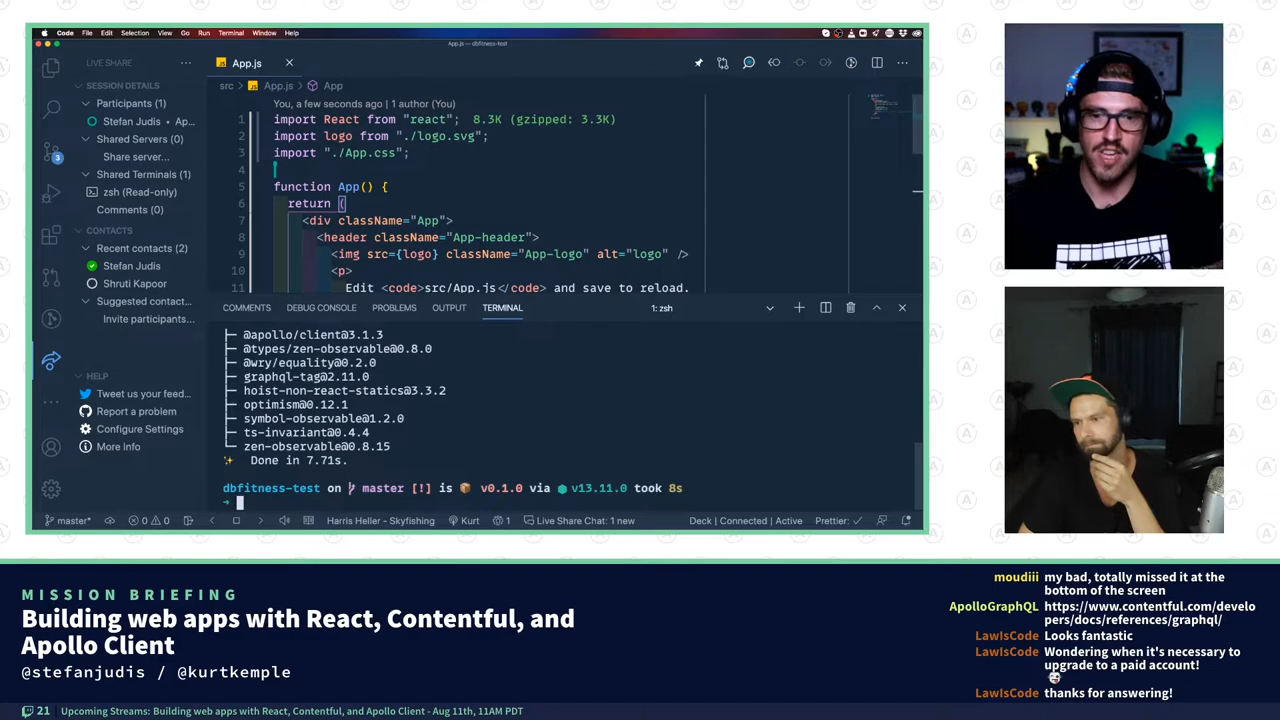 Code File Edit Selection View Go Run Terminal Window Help
App.js — dbfitness-test
LIVE SHARE
SESSION DETAILS
Participants (1)
Stefan Judis • Ap...
Shared Servers (0)
Share server...
Shared Terminals (1)
zsh (Read-only)
Comments (0)
CONTACTS
Recent contacts (2)
Stefan Judis
Shruti Kapoor
Suggested contact...
Invite participants...
HELP
Tweet us your feed...
Report a problem
Configure Settings
More Info
3
App.js
src > App.js > App
You, a few seconds ago | 1 author (You)
1 import React from "react"; 8.3K (gzipped: 3.3K)
2 import logo from "./logo.svg";
3 import "./App.css";
4
5 function App() {
6 return (
7 <div className="App">
8 <header className="App-header">
9 <img src={logo} className="App-logo" alt="logo" />
10 <p>
11 Edit <code>src/App.js</code> and save to reload.
COMMENTS DEBUG CONSOLE PROBLEMS OUTPUT TERMINAL 1: zsh
├─ @apollo/client@3.1.3
├─ @types/zen-observable@0.8.0
├─ @wry/equality@0.2.0
├─ graphql-tag@2.11.0
├─ hoist-non-react-statics@3.3.2
├─ optimism@0.12.1
├─ symbol-observable@1.2.0
├─ ts-invariant@0.4.4
└─ zen-observable@0.8.15
✨ Done in 7.71s.
dbfitness-test on master [!] is 📦 v0.1.0 via ⬢ v13.11.0 took 8s
➜
master* 0 0 Harris Heller - Skyfishing Kurt 1 Live Share Chat: 1 new Deck | Connected | Active Prettier: ✓
MISSION BRIEFING
Building web apps with React, Contentful, and
Apollo Client
@stefanjudis / @kurtkemple
21 Upcoming Streams: Building web apps with React, Contentful, and Apollo Client - Aug 11th, 11AM PDT
moudiii my bad, totally missed it at the
bottom of the screen
ApolloGraphQL https://www.contentful.com/develo
pers/docs/references/graphql/
LawIsCode Looks fantastic
LawIsCode Wondering when it's necessary to
upgrade to a paid account!
LawIsCode thanks for answering!